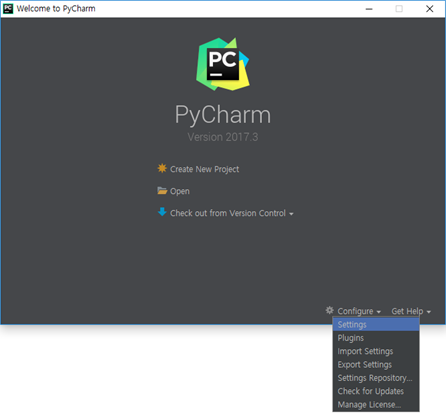 Welcome to PyCharm
PC
PyCharm
Version 2017.3
Create New Project
Open
Check out from Version Control
Configure
Get Help
Settings
Plugins
Import Settings
Export Settings
Settings Repository...
Check for Updates
Manage License...